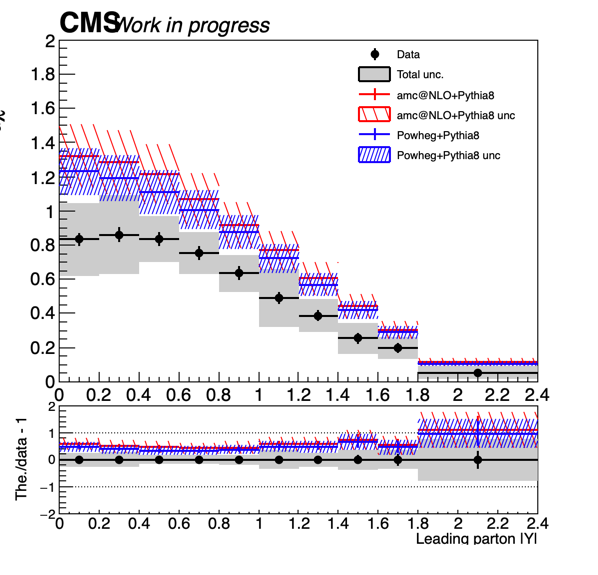 CMS Work in progress
2
1.8
1.6
1.4
1.2
1
0.8
0.6
0.4
0.2
0
Data
Total unc.
amc@NLO+Pythia8
amc@NLO+Pythia8 unc
Powheg+Pythia8
Powheg+Pythia8 unc
0 0.2 0.4 0.6 0.8 1 1.2 1.4 1.6 1.8 2 2.2 2.4
The./data - 1
2
1
0
−1
−2
0 0.2 0.4 0.6 0.8 1 1.2 1.4 1.6 1.8 2 2.2 2.4
Leading parton |Y|